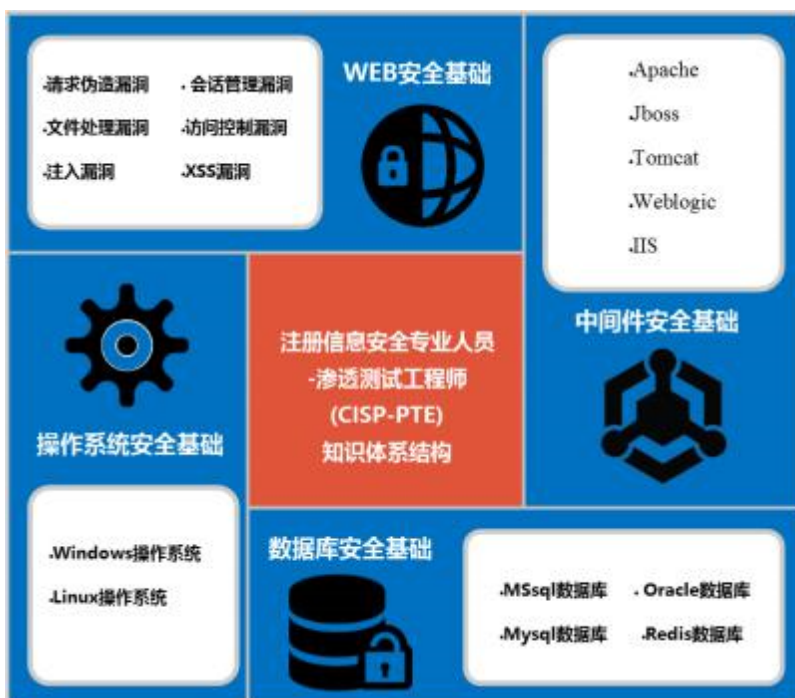 WEB安全基础
.请求伪造漏洞 .会话管理漏洞
.文件处理漏洞 .访问控制漏洞
.注入漏洞 .XSS漏洞
.Apache
.Jboss
.Tomcat
.Weblogic
.IIS
中间件安全基础
注册信息安全专业人员
-渗透测试工程师
(CISP-PTE)
知识体系结构
操作系统安全基础
.Windows操作系统
.Linux操作系统
数据库安全基础
.MSsql数据库 .Oracle数据库
.Mysql数据库 .Redis数据库